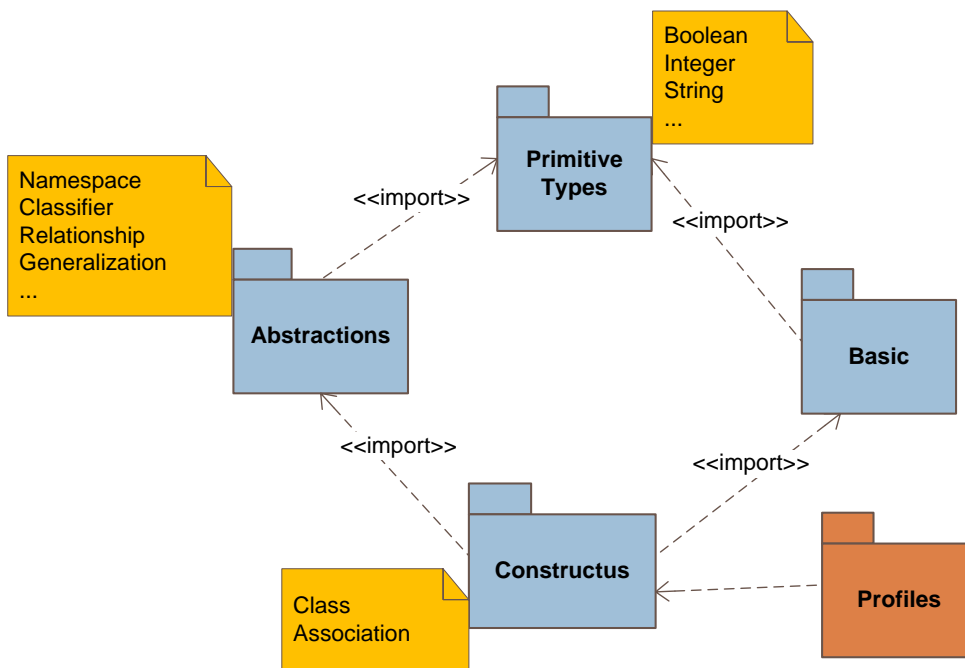 Boolean
Integer
String
...
Primitive
Types
Namespace
Classifier
Relationship
Generalization
...
<<import>>
<<import>>
Abstractions
Basic
<<import>>
<<import>>
Constructus
Profiles
Class
Association